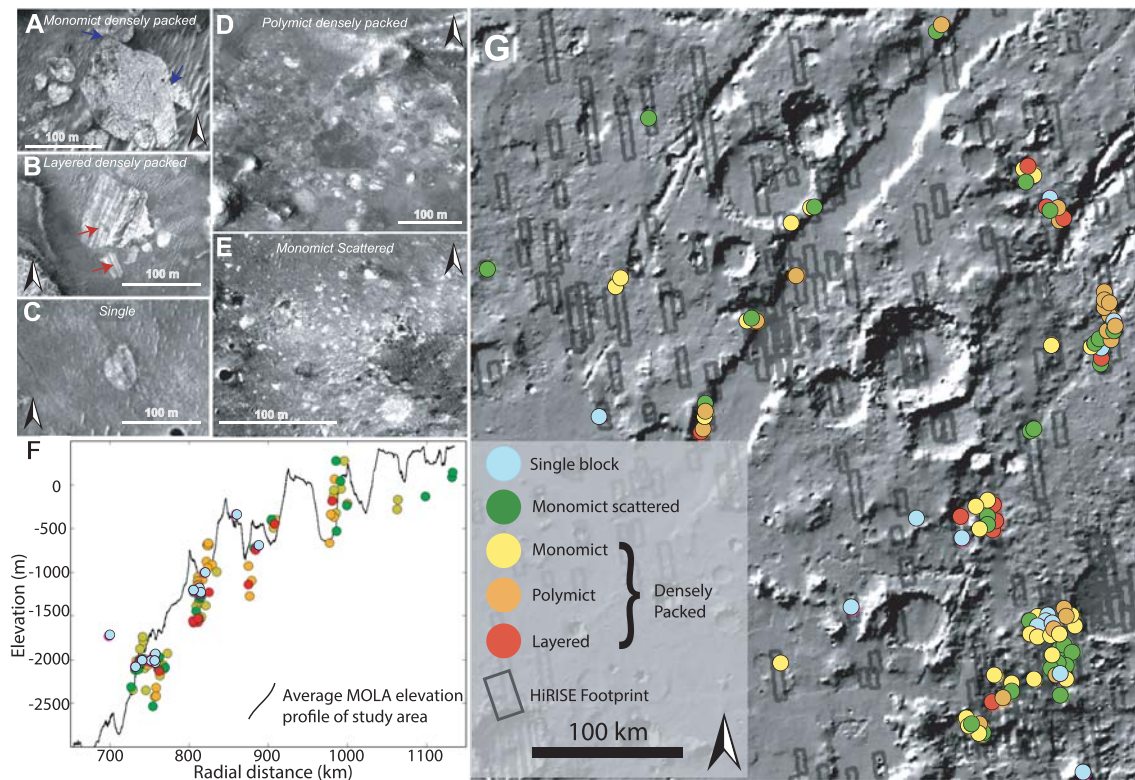 A
Monomict densely packed
100 m
B
Layered densely packed
100 m
C
Single
100 m
D
Polymict densely packed
100 m
E
Monomict Scattered
100 m
F
0
-500
-1000
-1500
-2000
-2500
Elevation (m)
700 800 900 1000 1100
Radial distance (km)
Average MOLA elevation
profile of study area
G
Single block
Monomict scattered
Monomict
Polymict
Layered
Densely
Packed
HiRISE Footprint
100 km